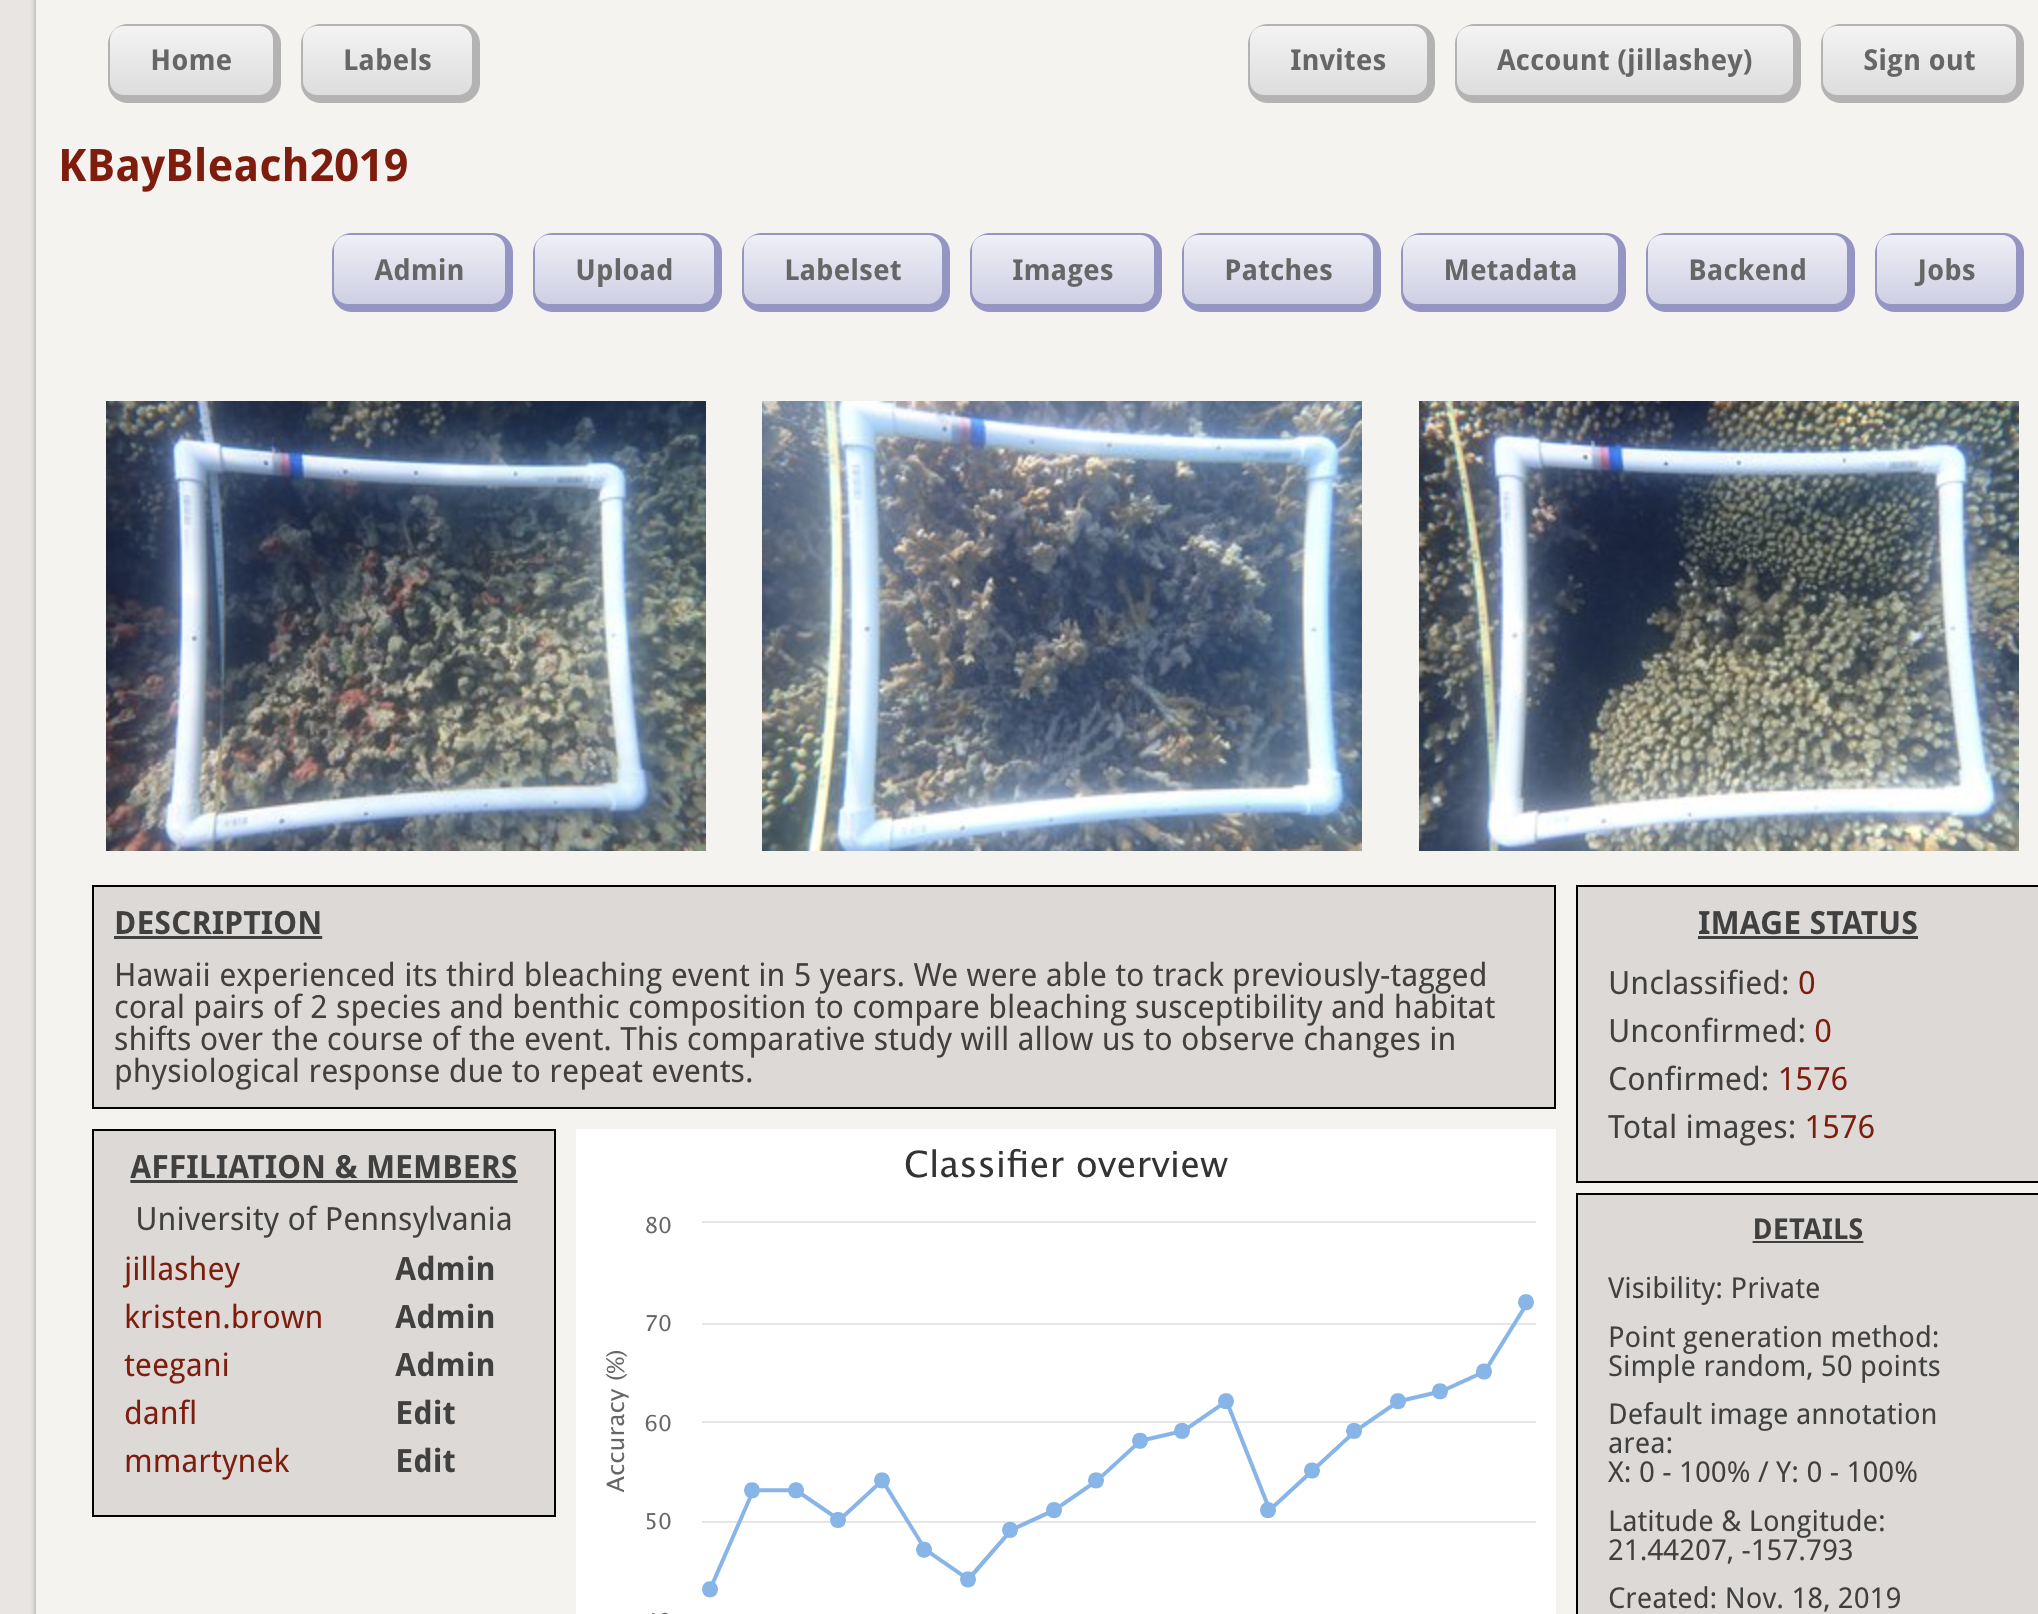 Home Labels Invites Account (jillashey) Sign out
KBayBleach2019
Admin Upload Labelset Images Patches Metadata Backend Jobs
DESCRIPTION
Hawaii experienced its third bleaching event in 5 years. We were able to track previously-tagged
coral pairs of 2 species and benthic composition to compare bleaching susceptibility and habitat
shifts over the course of the event. This comparative study will allow us to observe changes in
physiological response due to repeat events.
IMAGE STATUS
Unclassified: 0
Unconfirmed: 0
Confirmed: 1576
Total images: 1576
AFFILIATION & MEMBERS
University of Pennsylvania
jillashey Admin
kristen.brown Admin
teegani Admin
danfl Edit
mmartynek Edit
Classifier overview
80
70
60
50
Accuracy (%)
DETAILS
Visibility: Private
Point generation method:
Simple random, 50 points
Default image annotation
area:
X: 0 - 100% / Y: 0 - 100%
Latitude & Longitude:
21.44207, -157.793
Created: Nov. 18, 2019